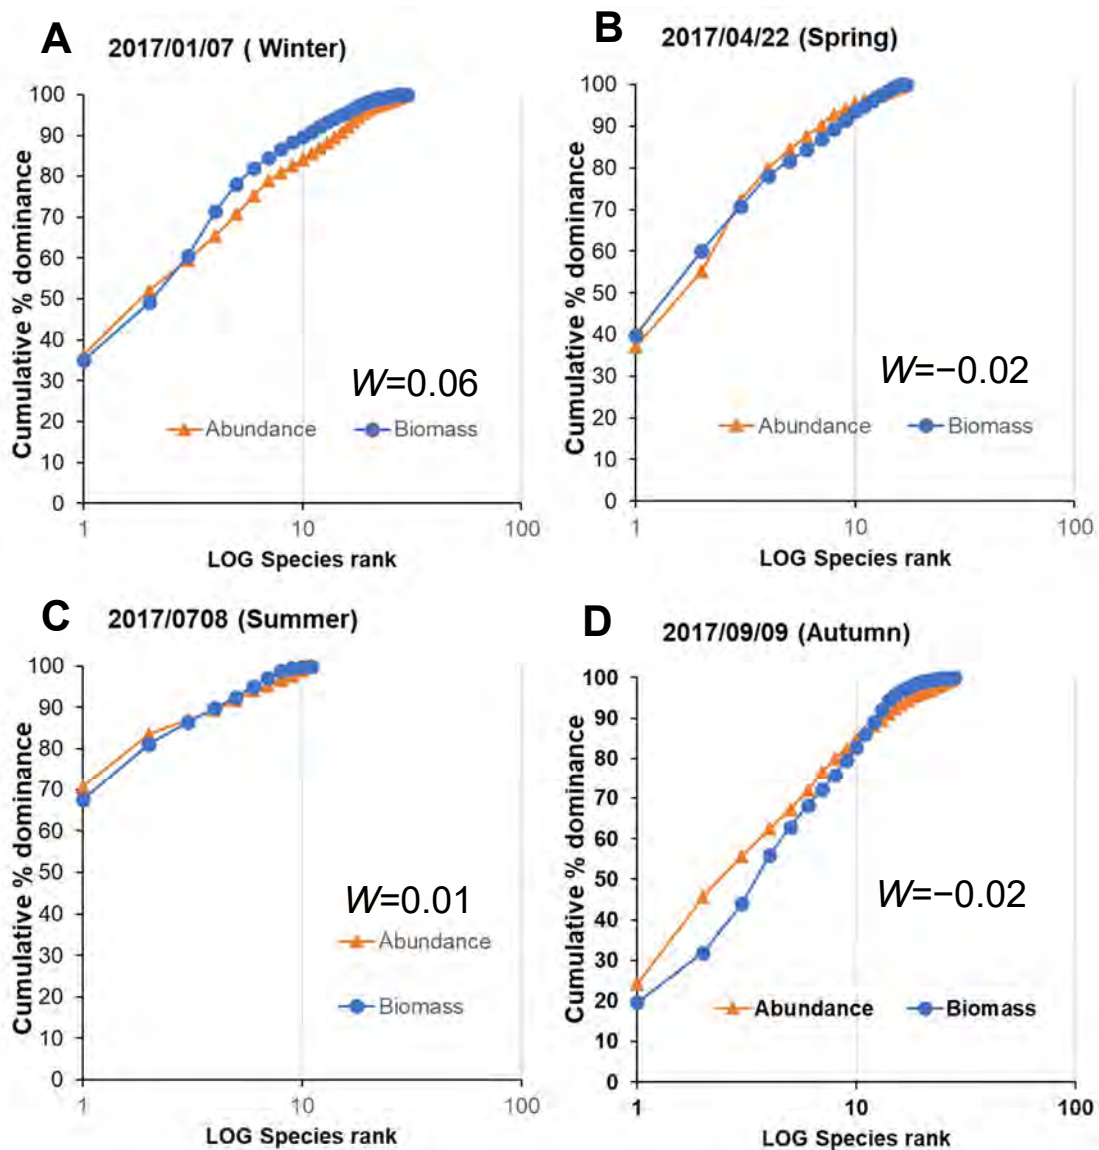 A 2017/01/07 ( Winter)
100
90
80
70
60
50
40
30
20
10
0
Cumulative % dominance
W=0.06
Abundance Biomass
1 10 100
LOG Species rank
B 2017/04/22 (Spring)
100
90
80
70
60
50
40
30
20
10
0
Cumulative % dominance
W=−0.02
Abundance Biomass
1 10 100
LOG Species rank
C 2017/0708 (Summer)
100
90
80
70
60
50
40
30
20
10
0
Cumulative % dominance
W=0.01
Abundance
Biomass
1 10 100
LOG Species rank
D 2017/09/09 (Autumn)
100
90
80
70
60
50
40
30
20
10
0
Cumulative % dominance
W=−0.02
Abundance Biomass
1 10 100
LOG Species rank